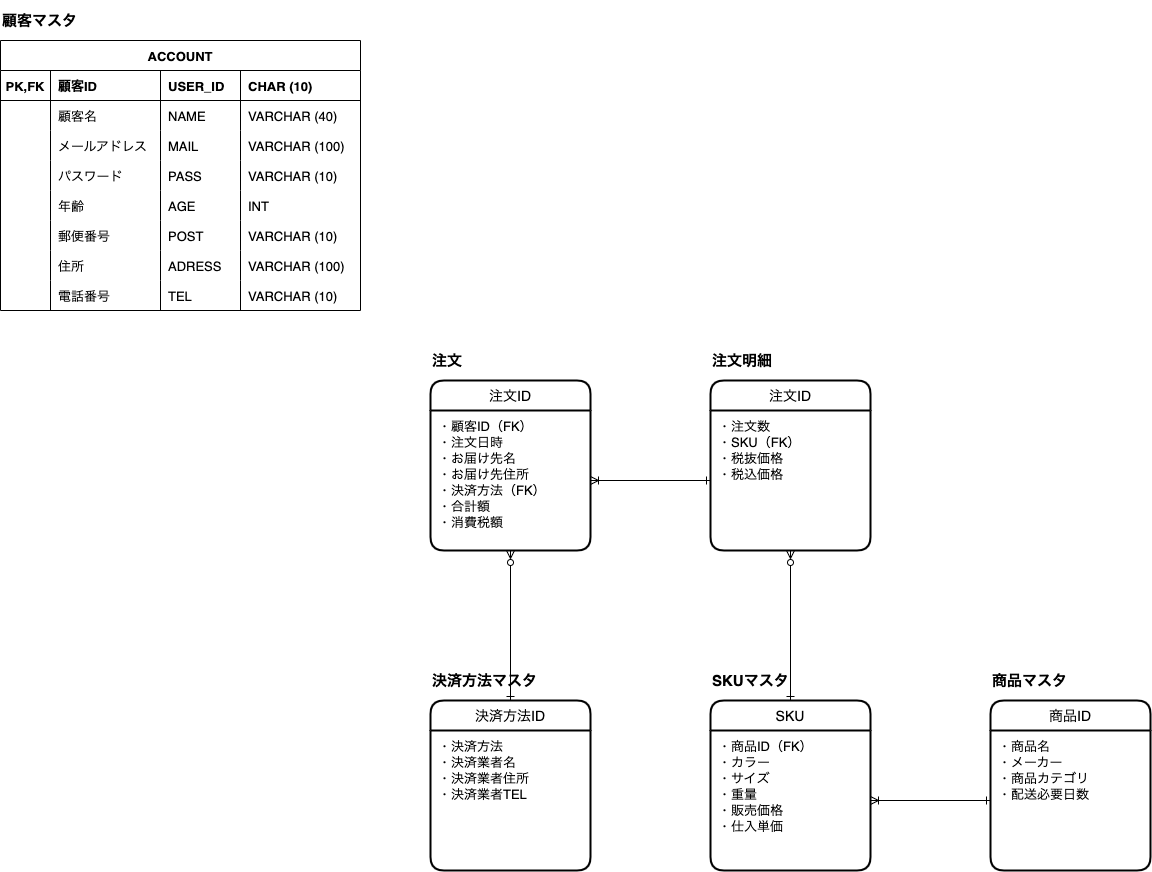 顧客マスタ
ACCOUNT
PK,FK 顧客ID USER_ID CHAR (10)
顧客名 NAME VARCHAR (40)
メールアドレス MAIL VARCHAR (100)
パスワード PASS VARCHAR (10)
年齢 AGE INT
郵便番号 POST VARCHAR (10)
住所 ADRESS VARCHAR (100)
電話番号 TEL VARCHAR (10)
注文
注文ID
・顧客ID（FK）
・注文日時
・お届け先名
・お届け先住所
・決済方法（FK）
・合計額
・消費税額
注文明細
注文ID
・注文数
・SKU（FK）
・税抜価格
・税込価格
決済方法マスタ
決済方法ID
・決済方法
・決済業者名
・決済業者住所
・決済業者TEL
SKUマスタ
SKU
・商品ID（FK）
・カラー
・サイズ
・重量
・販売価格
・仕入単価
商品マスタ
商品ID
・商品名
・メーカー
・商品カテゴリ
・配送必要日数